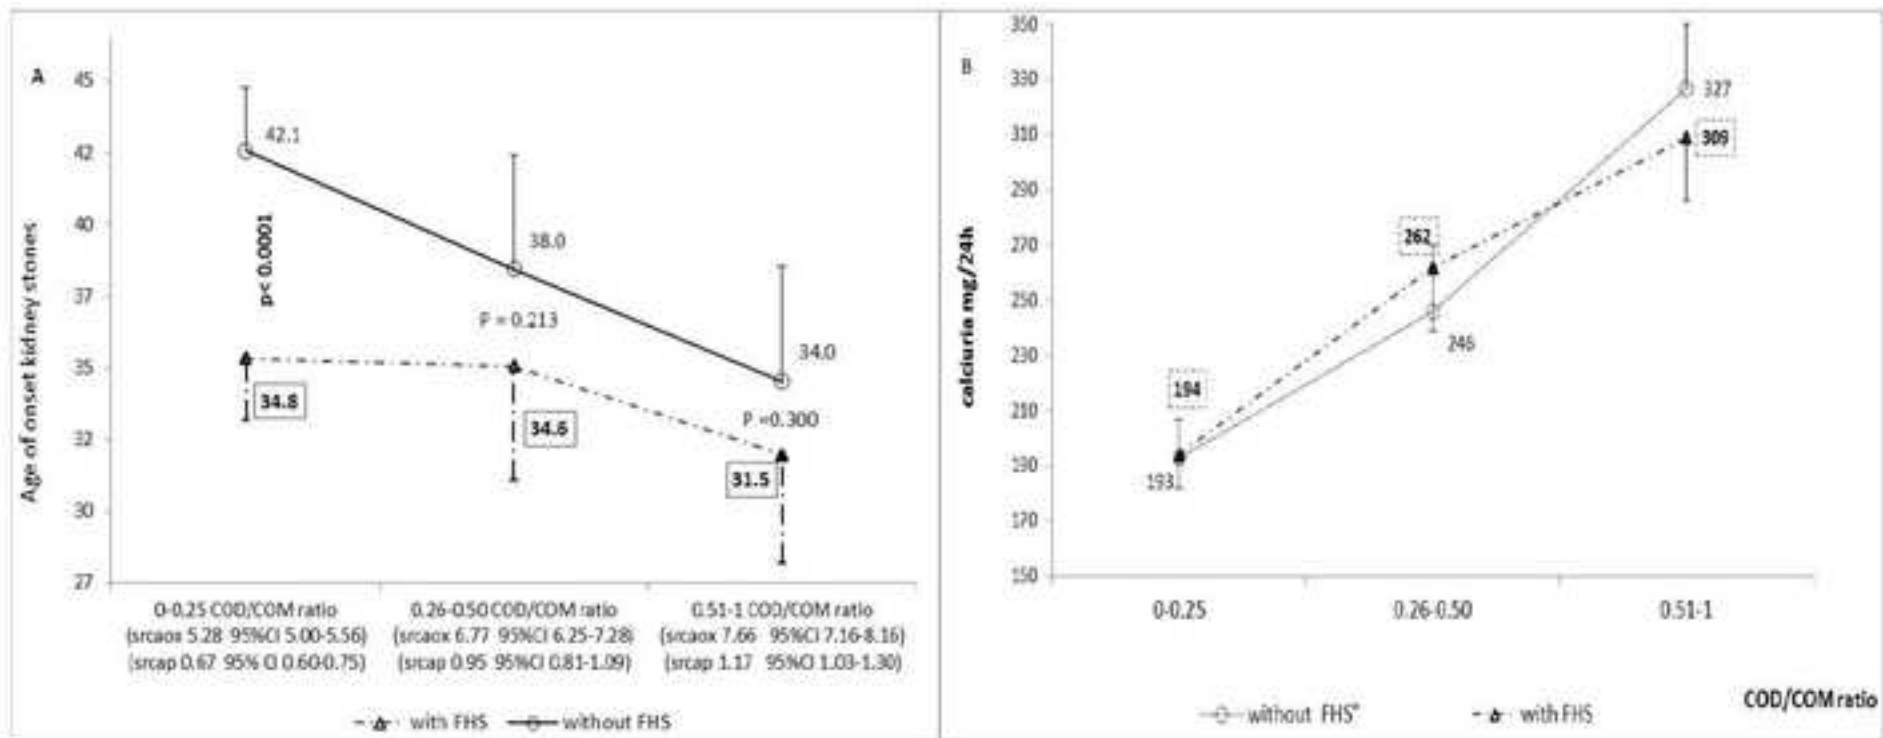 A
Age of onset kidney stones
45
42
40
37
35
32
30
27
42.1
38.0
34.0
p< 0.0001
P = 0.213
P =0.300
34.8
34.6
31.5
0-0.25 COD/COM ratio
(srcaox 5.28 95%CI 5.00-5.56)
(srcap 0.67 95% CI 0.60-0.75)
0.26-0.50 COD/COM ratio
(srcaox 6.77 95%CI 6.25-7.28)
(srcap 0.95 95%CI 0.81-1.09)
0.51-1 COD/COM ratio
(srcaox 7.66 95%CI 7.16-8.16)
(srcap 1.17 95%CI 1.03-1.30)
with FHS
without FHS
B
calciuria mg/24h
350
330
310
290
270
250
230
210
190
170
150
327
309
262
246
194
193
0-0.25
0.26-0.50
0.51-1
COD/COM ratio
without FHS*
with FHS